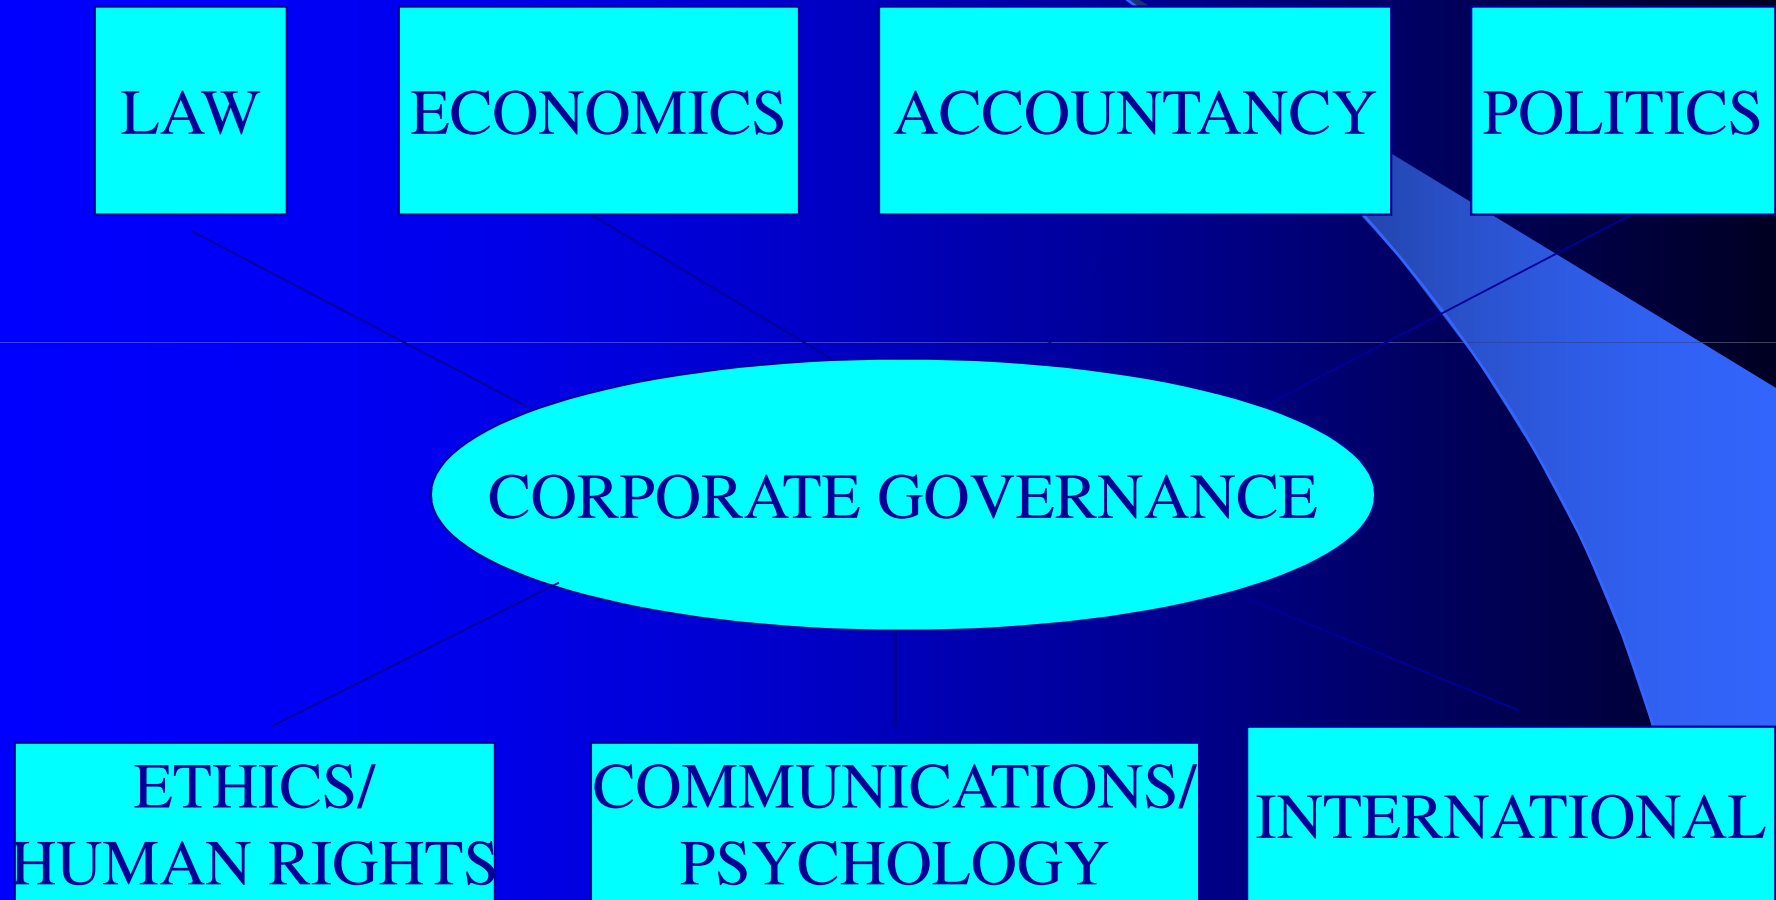 LAW
ECONOMICS
ACCOUNTANCY
POLITICS
CORPORATE GOVERNANCE
ETHICS/
HUMAN RIGHTS
COMMUNICATIONS/
PSYCHOLOGY
INTERNATIONAL